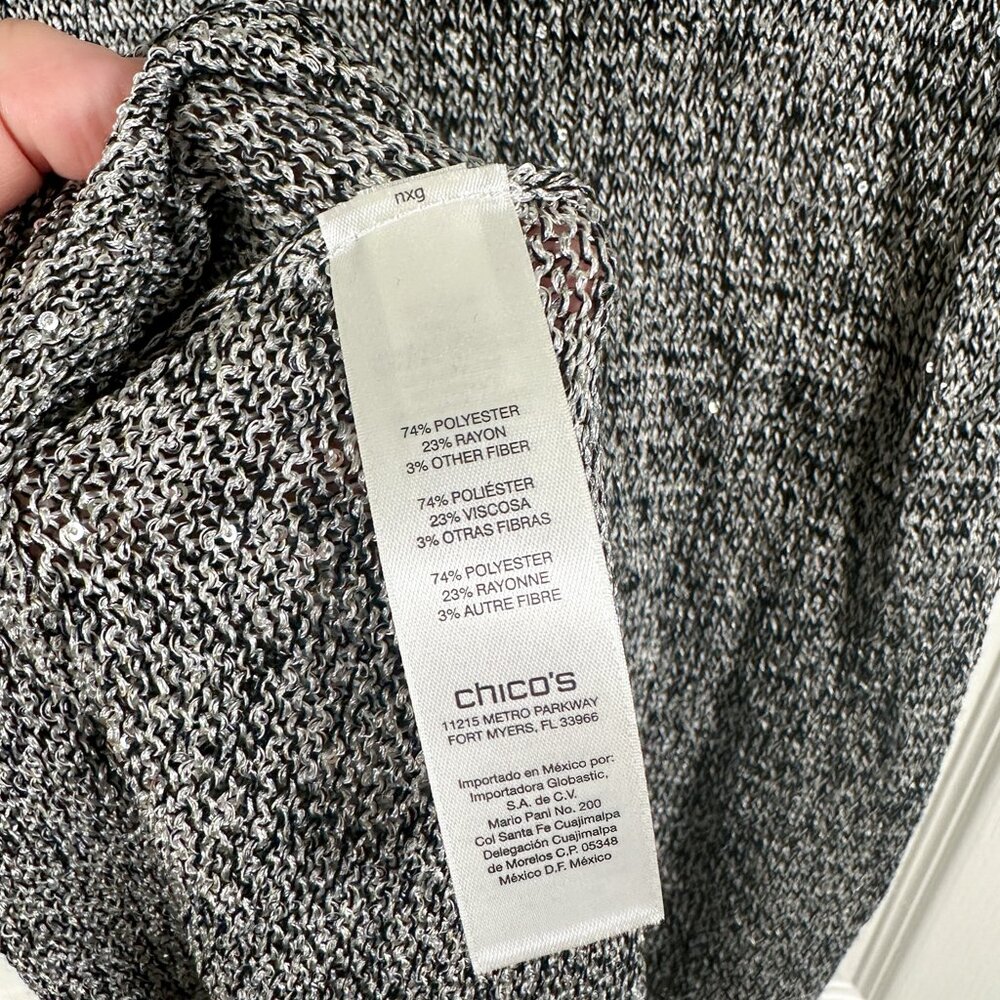 nxg
74% POLYESTER
23% RAYON
3% OTHER FIBER
74% POLIÉSTER
23% VISCOSA
3% OTRAS FIBRAS
74% POLYESTER
23% RAYONNE
3% AUTRE FIBRE
chico's
11215 METRO PARKWAY
FORT MYERS, FL 33966
Importado en México por:
Importadora Globastic,
S.A. de C.V.
Mario Pani No. 200
Col Santa Fe Cuajimalpa
Delegación Cuajimalpa
de Morelos C.P. 05348
México D.F. México